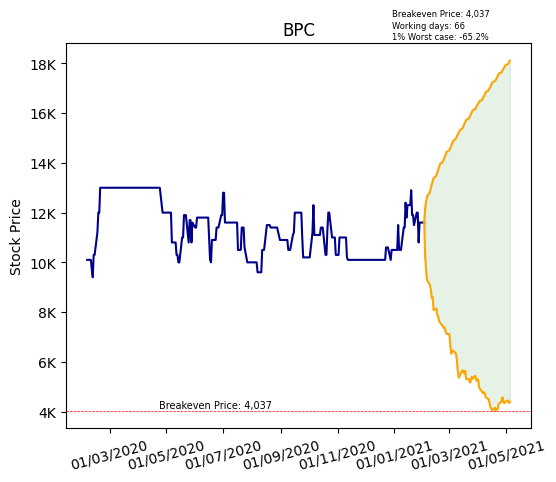 Breakeven Price: 4,037
Working days: 66
1% Worst case: -65.2%
BPC
Stock Price
18K
16K
14K
12K
10K
8K
6K
4K
Breakeven Price: 4,037
01/03/2020 01/05/2020 01/07/2020 01/09/2020 01/11/2020 01/01/2021 01/03/2021 01/05/2021